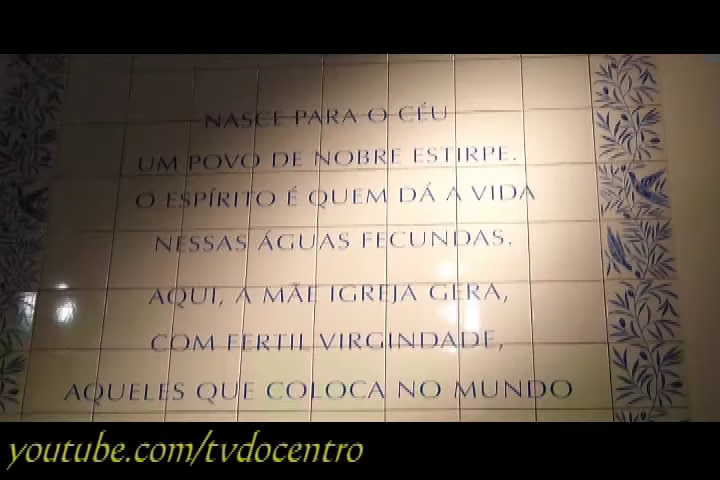 NASCE PARA O CÉU
UM POVO DE NOBRE ESTIRPE.
O ESPÍRITO É QUEM DÁ A VIDA
NESSAS ÁGUAS FECUNDAS.
AQUI, A MÃE IGREJA GERA,
COM FERTIL VIRGINDADE,
AQUELES QUE COLOCA NO MUNDO
youtube.com/tvdocentro